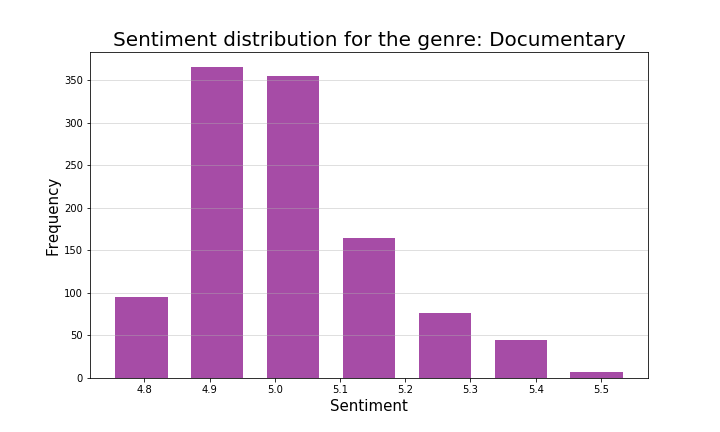 Sentiment distribution for the genre: Documentary
Frequency
350
300
250
200
150
100
50
0
4.8 4.9 5.0 5.1 5.2 5.3 5.4 5.5
Sentiment